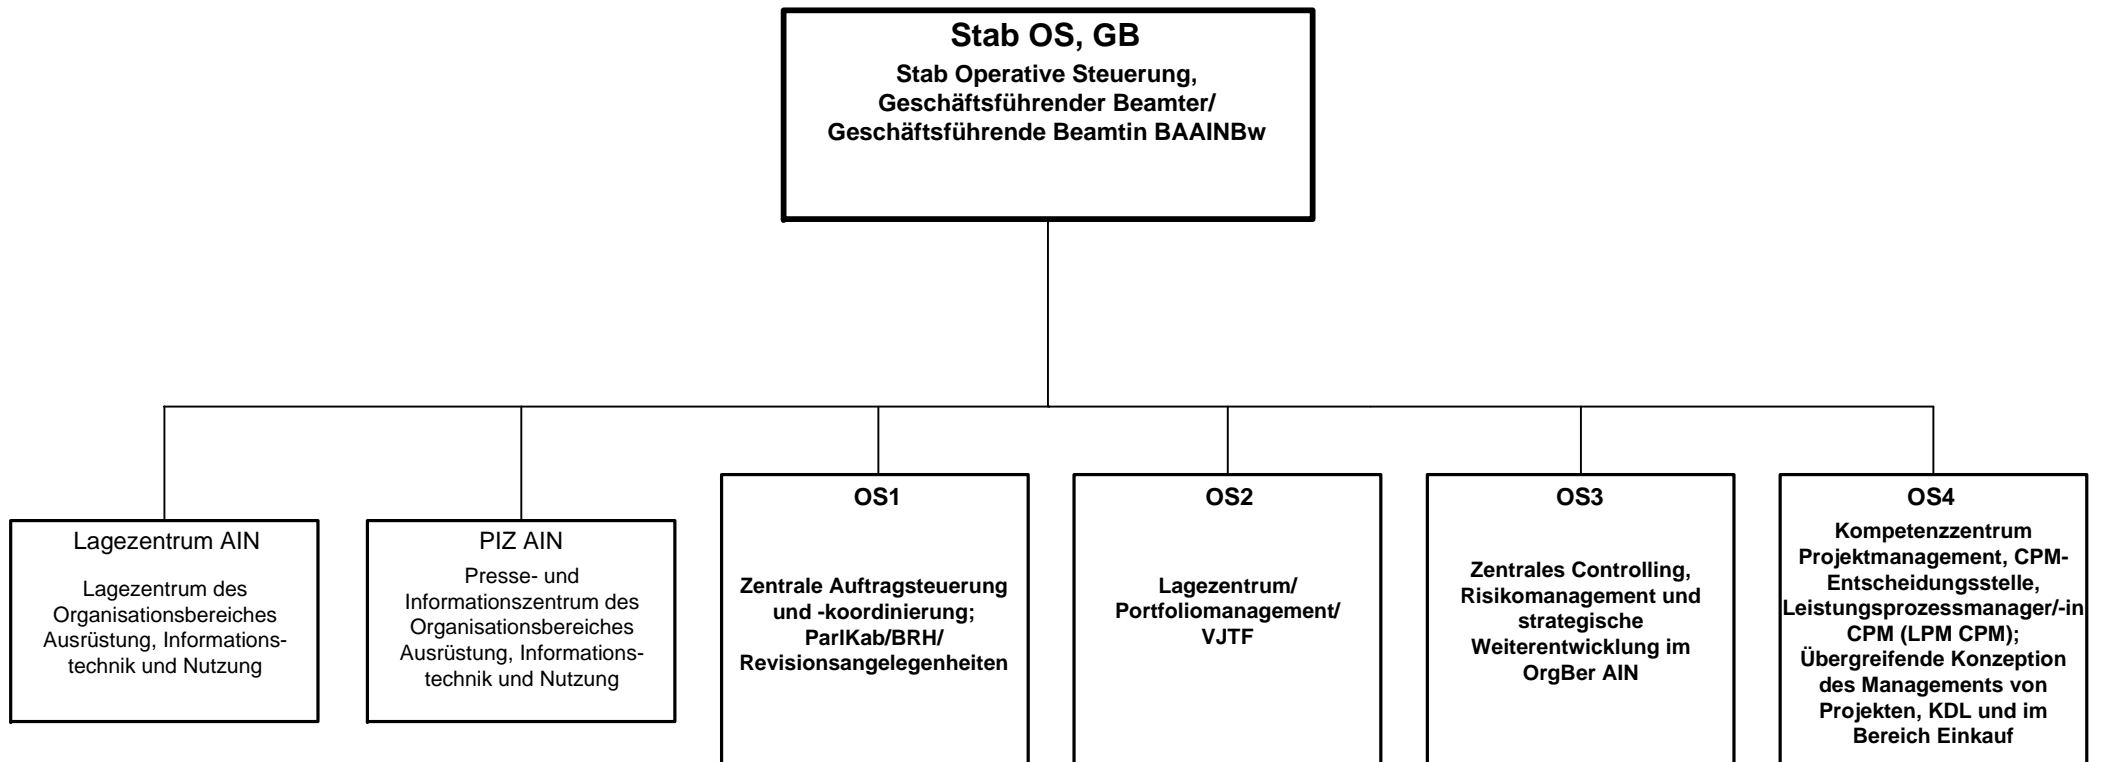 Stab OS, GB
Stab Operative Steuerung,
Geschäftsführender Beamter/
Geschäftsführende Beamtin BAAINBw
Lagezentrum AIN
Lagezentrum des
Organisationsbereiches
Ausrüstung, Informations-
technik und Nutzung
PIZ AIN
Presse- und
Informationszentrum des
Organisationsbereiches
Ausrüstung, Informations-
technik und Nutzung
OS1
Zentrale Auftragsteuerung
und -koordinierung;
ParlKab/BRH/
Revisionsangelegenheiten
OS2
Lagezentrum/
Portfoliomanagement/
VJTF
OS3
Zentrales Controlling,
Risikomanagement und
strategische
Weiterentwicklung im
OrgBer AIN
OS4
Kompetenzzentrum
Projektmanagement, CPM-
Entscheidungsstelle,
Leistungsprozessmanager/-in
CPM (LPM CPM);
Übergreifende Konzeption
des Managements von
Projekten, KDL und im
Bereich Einkauf